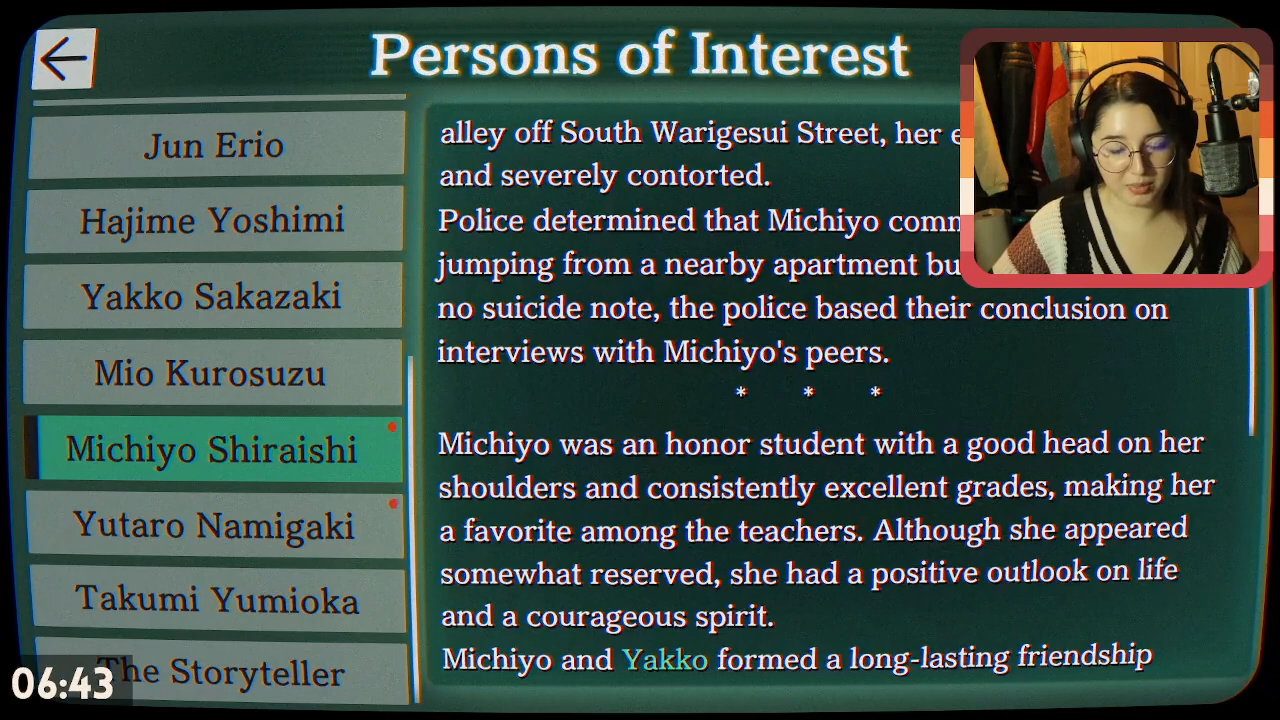 Persons of Interest
Jun Erio
Hajime Yoshimi
Yakko Sakazaki
Mio Kurosuzu
Michiyo Shiraishi
Yutaro Namigaki
Takumi Yumioka
The Storyteller
06:43
alley off South Warigesui Street, her
and severely contorted.
Police determined that Michiyo
jumping from a nearby apartment
no suicide note, the police based their conclusion on
interviews with Michiyo's peers.
* * *
Michiyo was an honor student with a good head on her
shoulders and consistently excellent grades, making her
a favorite among the teachers. Although she appeared
somewhat reserved, she had a positive outlook on life
and a courageous spirit.
Michiyo and Yakko formed a long-lasting friendship